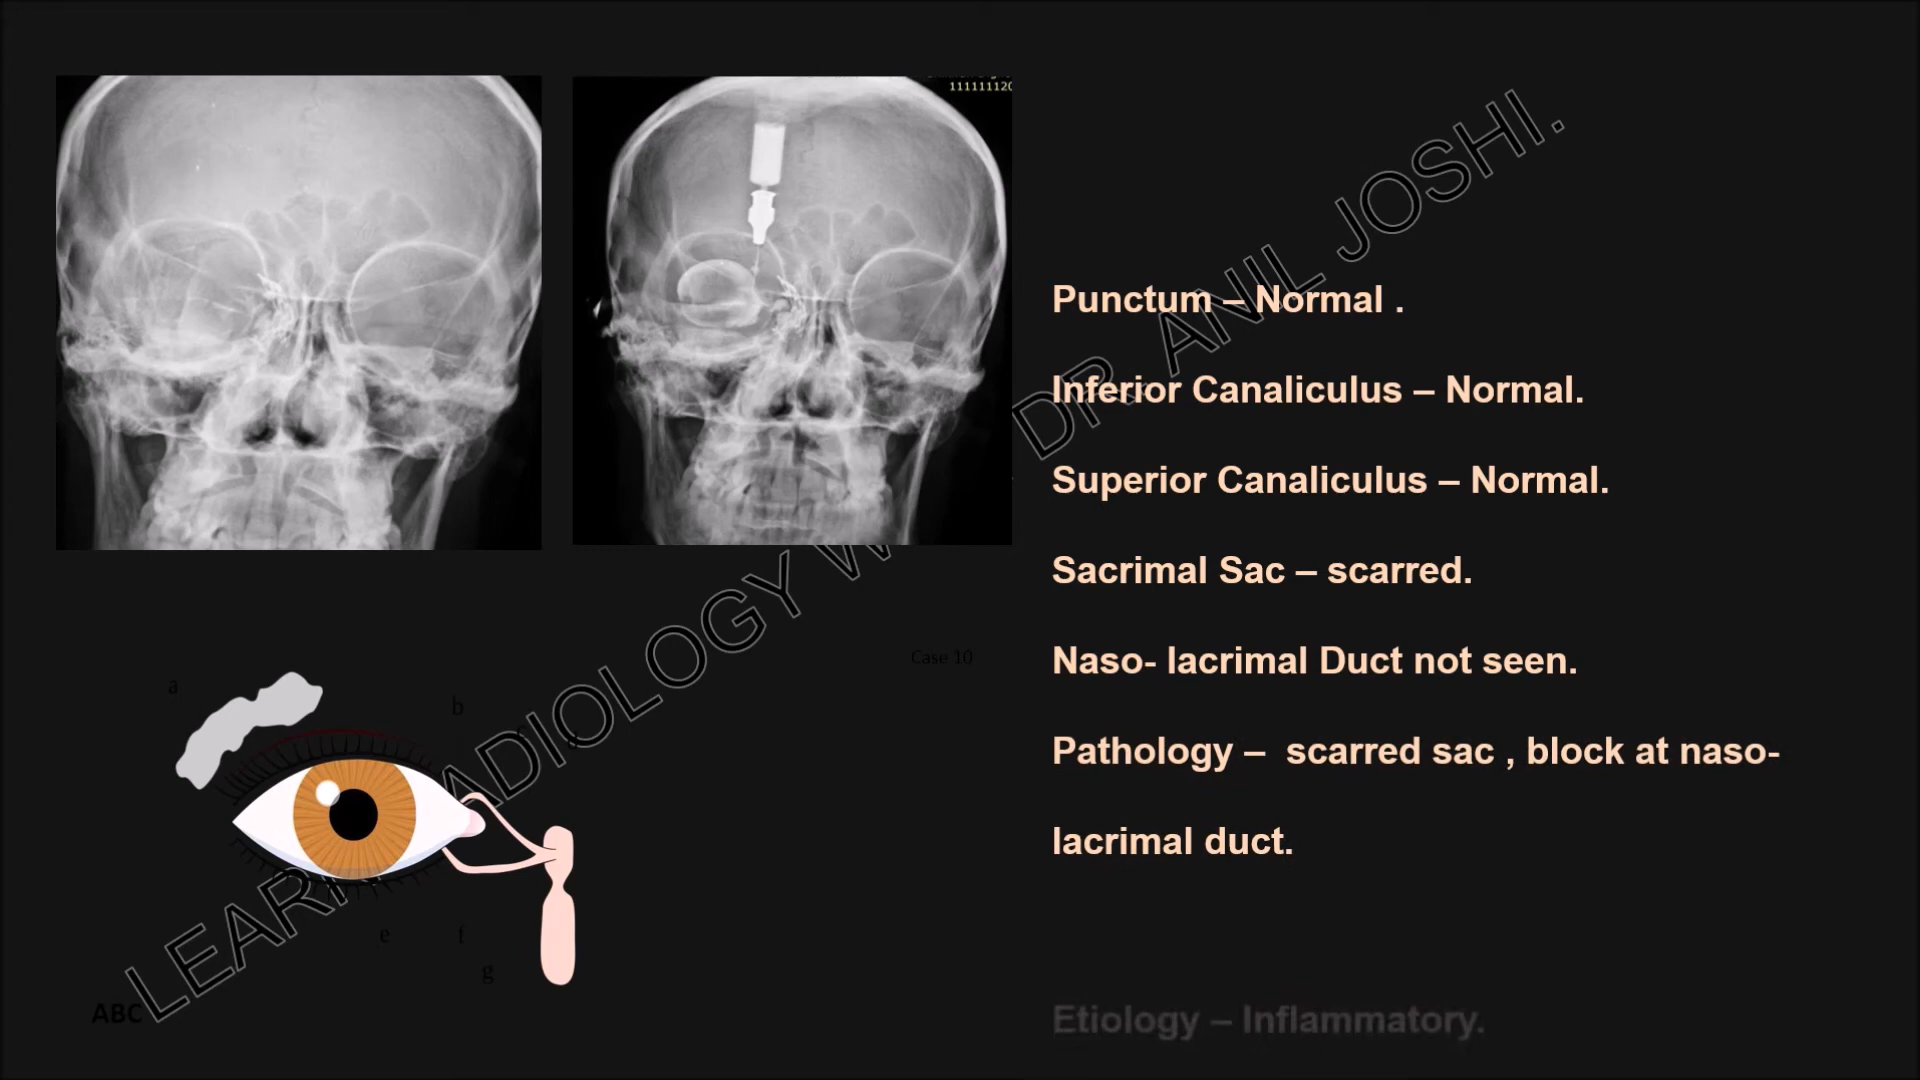 111111120
Punctum – Normal .
Inferior Canaliculus – Normal.
Superior Canaliculus – Normal.
Sacrimal Sac – scarred.
Naso- lacrimal Duct not seen.
Pathology –  scarred sac , block at naso-
lacrimal duct.
Etiology – Inflammatory.
Case 10
a
b
e
f
g
ABC
LEARN RADIOLOGY W DR. ANIL JOSHI.